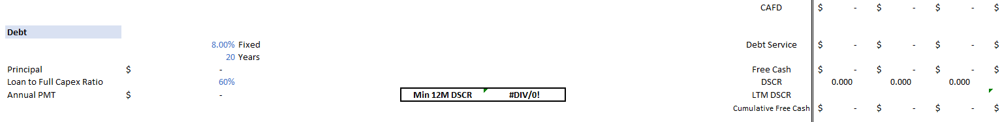 CAFD $ - $ - $ - $
Debt
8.00% Fixed Debt Service $ - $ - $ - $
20 Years
Principal $ - Free Cash $ - $ - $ - $
Loan to Full Capex Ratio 60% DSCR 0.000 0.000 0.000
Annual PMT $ - Min 12M DSCR #DIV/0! LTM DSCR
Cumulative Free Cash $ - $ - $ - $